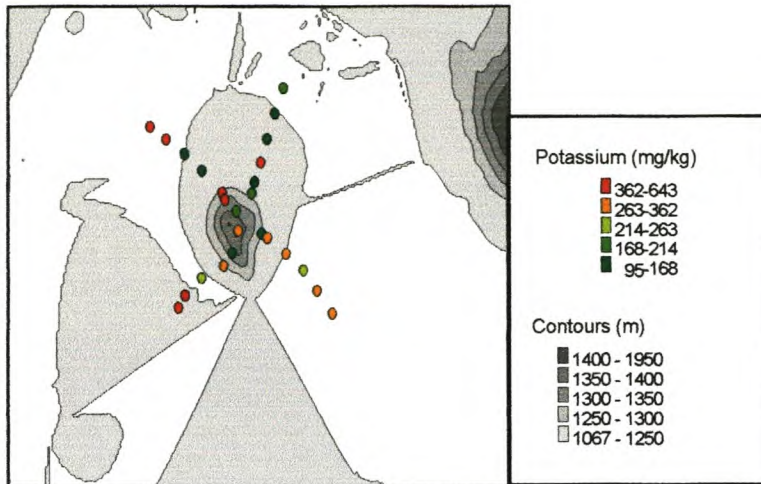 Potassium (mg/kg)
362-643
263-362
214-263
168-214
95-168
Contours (m)
1400 - 1950
1350 - 1400
1300 - 1350
1250 - 1300
1067 - 1250